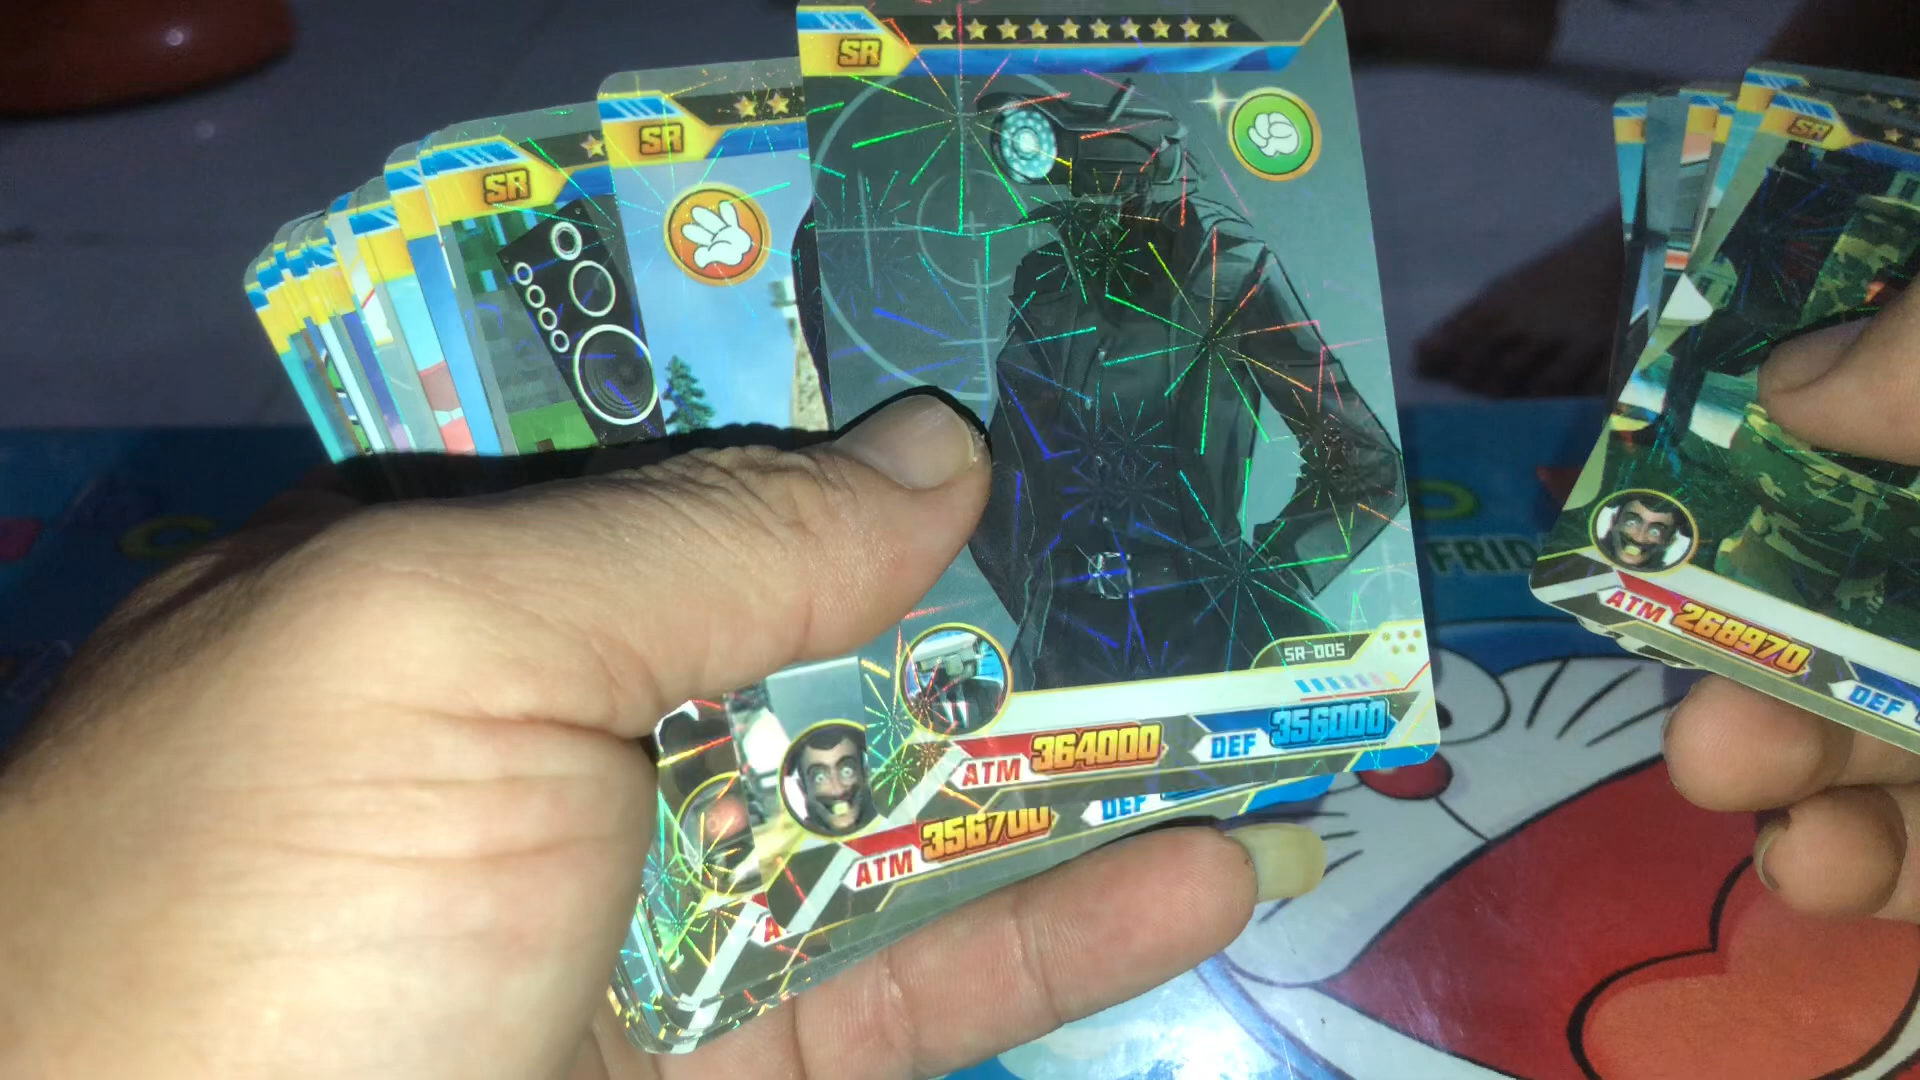 SR
SR
SR
SR
SR-005
ATM 364000 DEF 356000
ATM 356700 DEF
A
ATM 268970 DEF
FRID